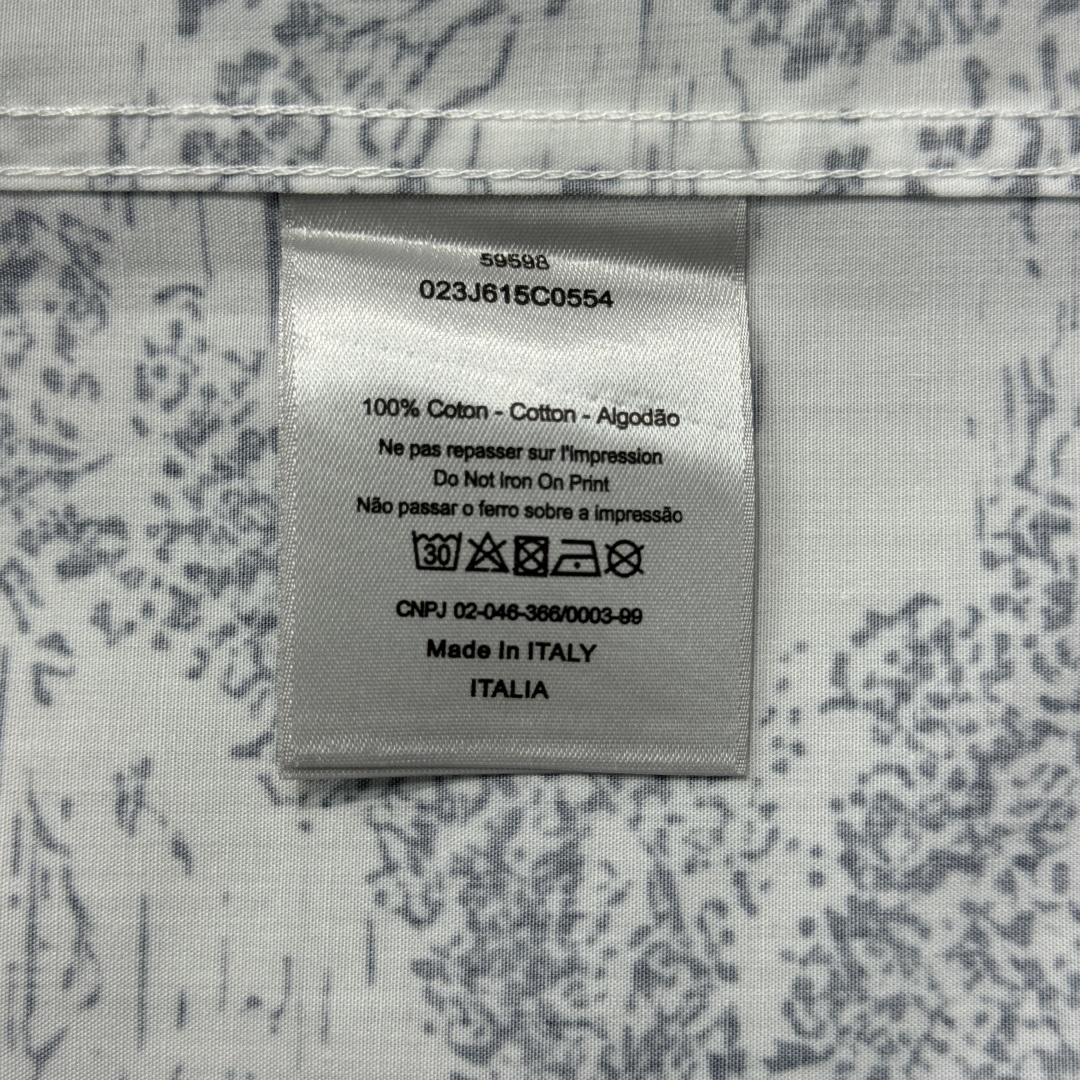 59598
023J615C0554
100% Coton - Cotton - Algodão
Ne pas repasser sur l'impression
Do Not Iron On Print
Não passar o ferro sobre a impressão
30
CNPJ 02-046-366/0003-99
Made In ITALY
ITALIA